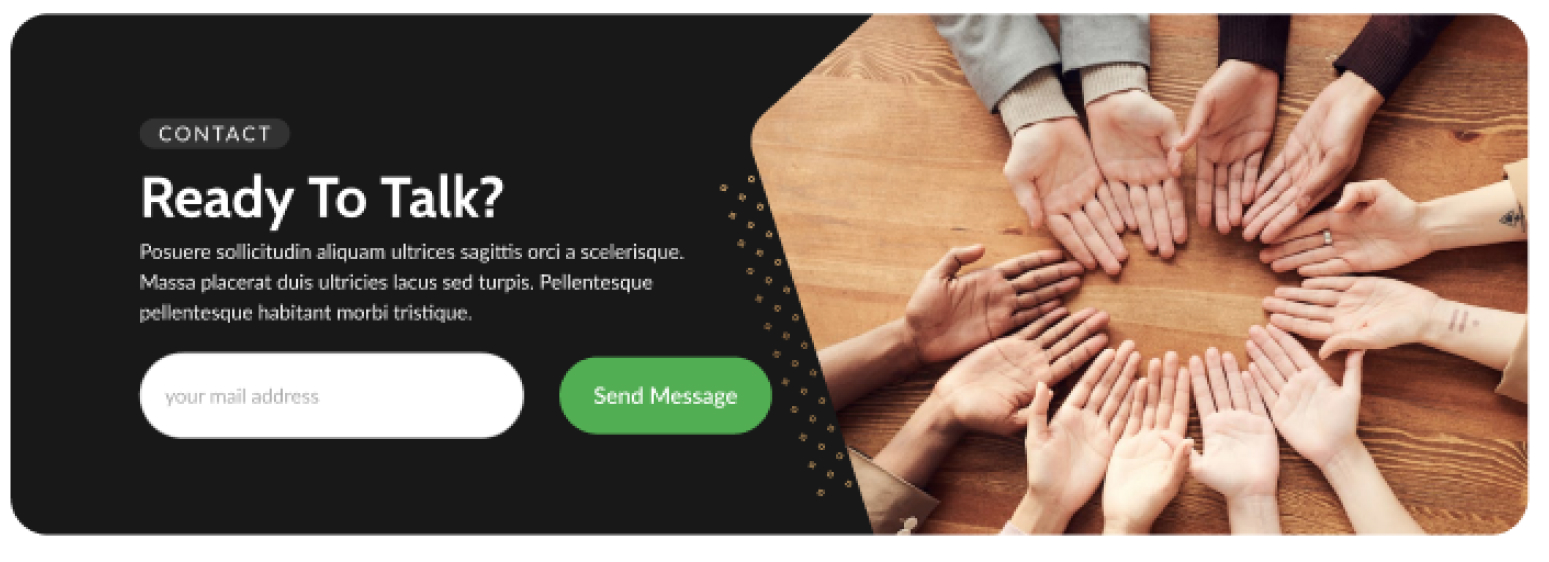 CONTACT
Ready To Talk?
Posuere sollicitudin aliquam ultrices sagittis orci a scelerisque.
Massa placerat duis ultricies lacus sed turpis. Pellentesque
pellentesque habitant morbi tristique.
your mail address
Send Message